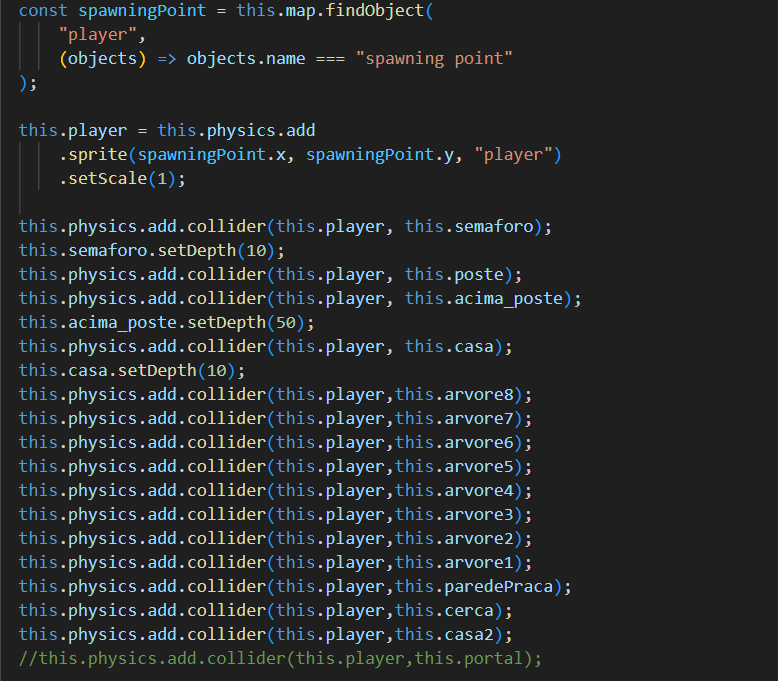 const spawningPoint = this.map.findObject(
"player",
(objects) => objects.name === "spawning point"
);
this.player = this.physics.add
.sprite(spawningPoint.x, spawningPoint.y, "player")
.setScale(1);
this.physics.add.collider(this.player, this.semaforo);
this.semaforo.setDepth(10);
this.physics.add.collider(this.player, this.poste);
this.physics.add.collider(this.player, this.acima_poste);
this.acima_poste.setDepth(50);
this.physics.add.collider(this.player, this.casa);
this.casa.setDepth(10);
this.physics.add.collider(this.player,this.arvore8);
this.physics.add.collider(this.player,this.arvore7);
this.physics.add.collider(this.player,this.arvore6);
this.physics.add.collider(this.player,this.arvore5);
this.physics.add.collider(this.player,this.arvore4);
this.physics.add.collider(this.player,this.arvore3);
this.physics.add.collider(this.player,this.arvore2);
this.physics.add.collider(this.player,this.arvore1);
this.physics.add.collider(this.player,this.paredePraca);
this.physics.add.collider(this.player,this.cerca);
this.physics.add.collider(this.player,this.casa2);
//this.physics.add.collider(this.player,this.portal);